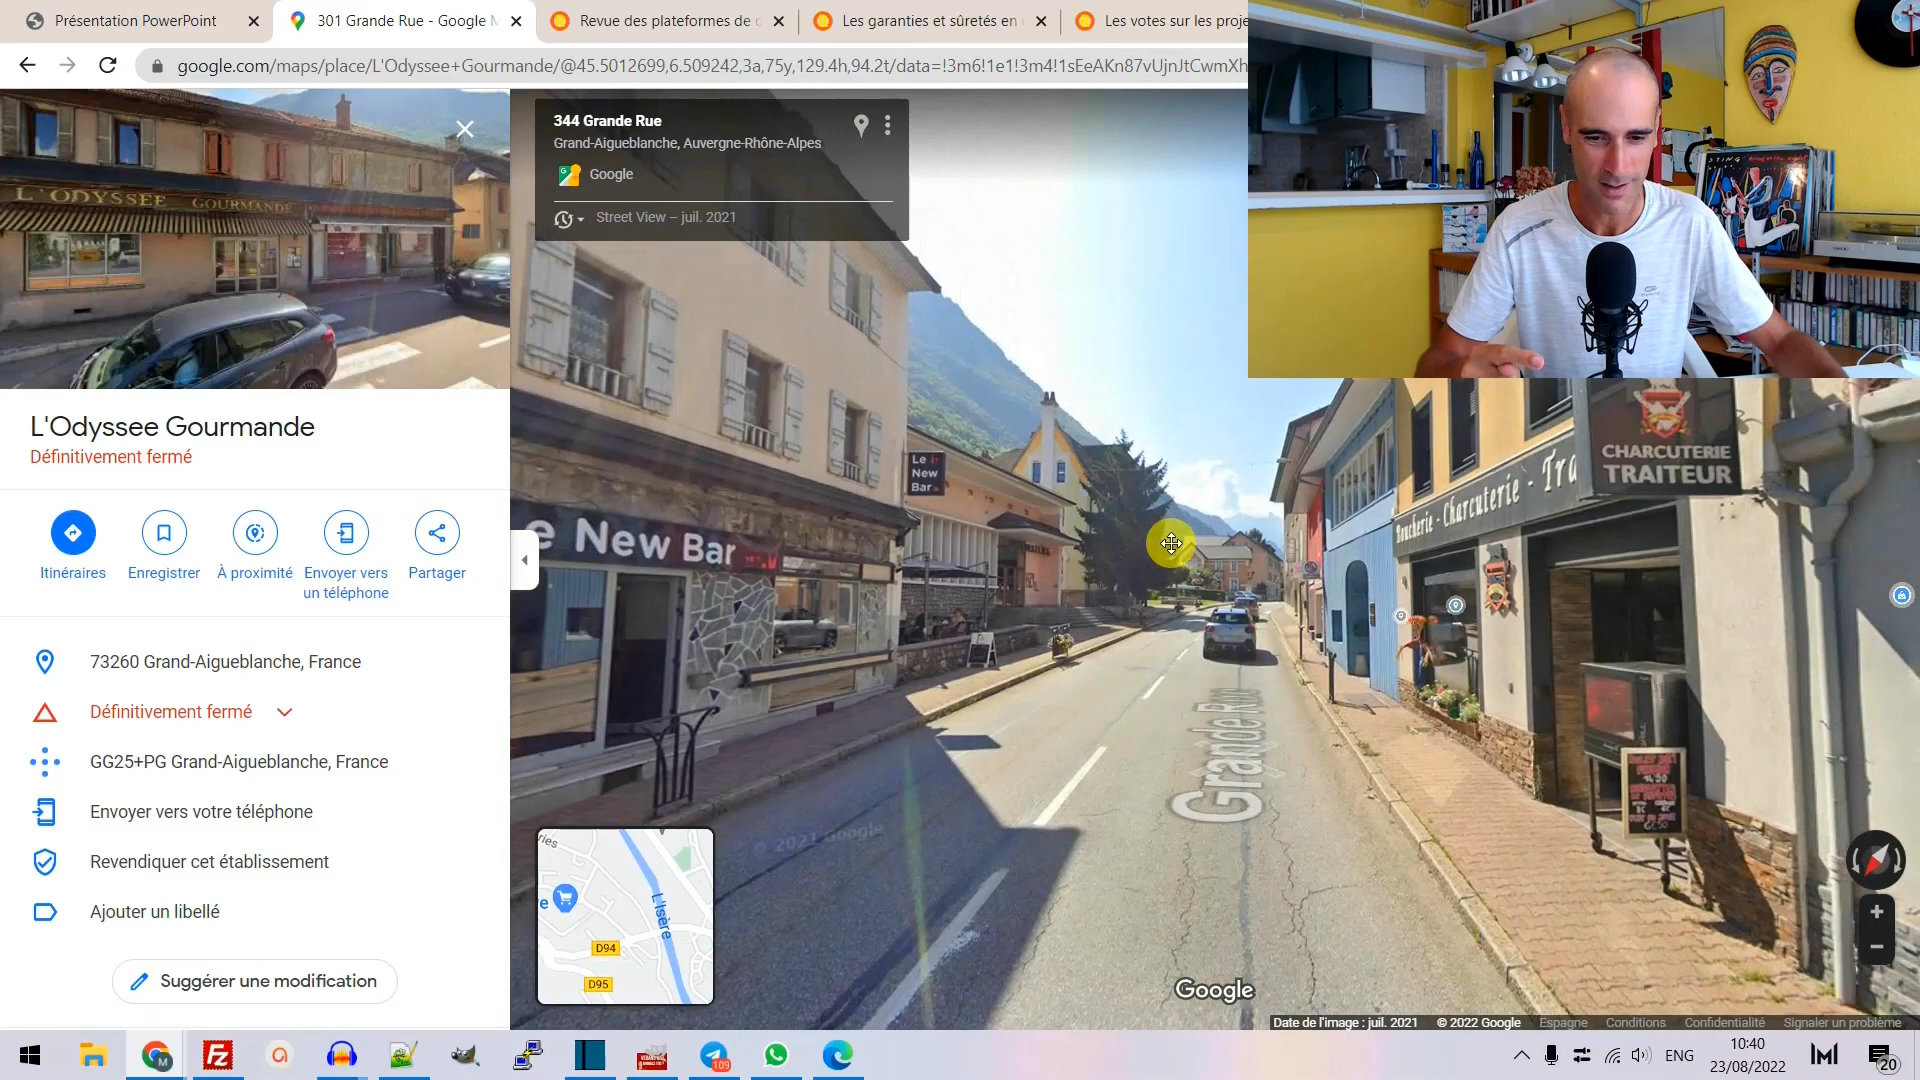 Présentation PowerPoint
301 Grande Rue - Google M
Revue des plateformes de c
Les garanties et sûretés en
Les votes sur les proje
google.com/maps/place/L'Odyssee+Gourmande/@45.5012699,6.509242,3a,75y,129.4h,94.2t/data=!3m6!1e1!3m4!1sEeAKn87vUjnJtCwmXh
L'ODYSSEE GOURMANDE
344 Grande Rue
Grand-Aigueblanche, Auvergne-Rhône-Alpes
Google
Street View – juil. 2021
STING
L'Odyssee Gourmande
Définitivement fermé
Itinéraires
Enregistrer
À proximité
Envoyer vers
un téléphone
Partager
73260 Grand-Aigueblanche, France
Définitivement fermé
GG25+PG Grand-Aigueblanche, France
Envoyer vers votre téléphone
Revendiquer cet établissement
Ajouter un libellé
Suggérer une modification
Le
New
Bar
e New Bar
CHARCUTERIE
TRAITEUR
Boucherie - Charcuterie - Tra
Grande Rue
© 2021 Google
ries
e
L'Isère
D94
D95
Google
Date de l'image : juil. 2021
© 2022 Google
Espagne
Conditions
Confidentialité
Signaler un problème
109
ENG
10:40
23/08/2022
20